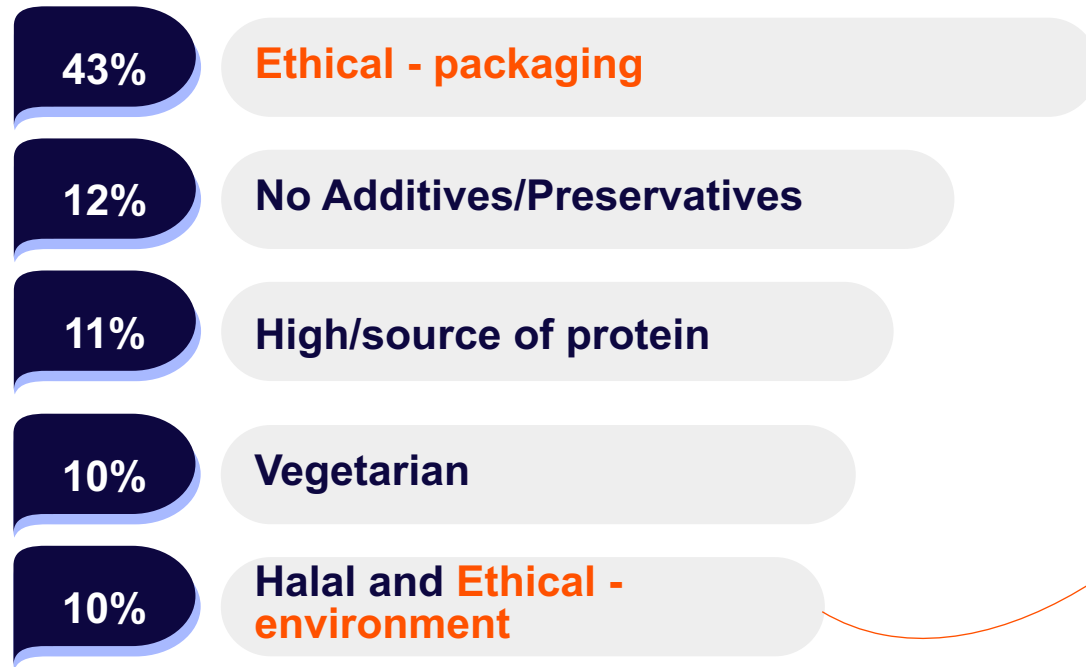 43%
Ethical - packaging
12%
No Additives/Preservatives
11%
High/source of protein
10%
Vegetarian
10%
Halal and Ethical -
environment